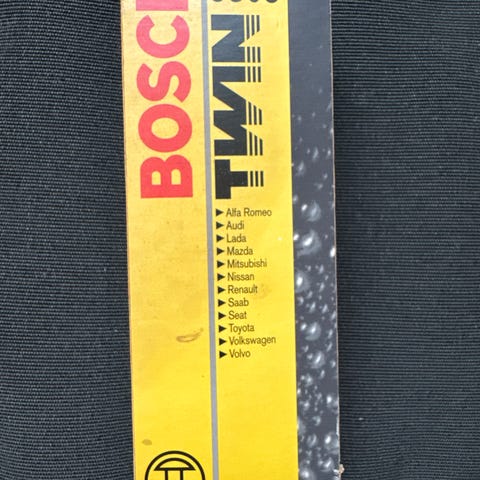 BOSC
TWIN
Alfa Romeo
Audi
Lada
Mazda
Mitsubishi
Nissan
Renault
Saab
Seat
Toyota
Volkswagen
Volvo